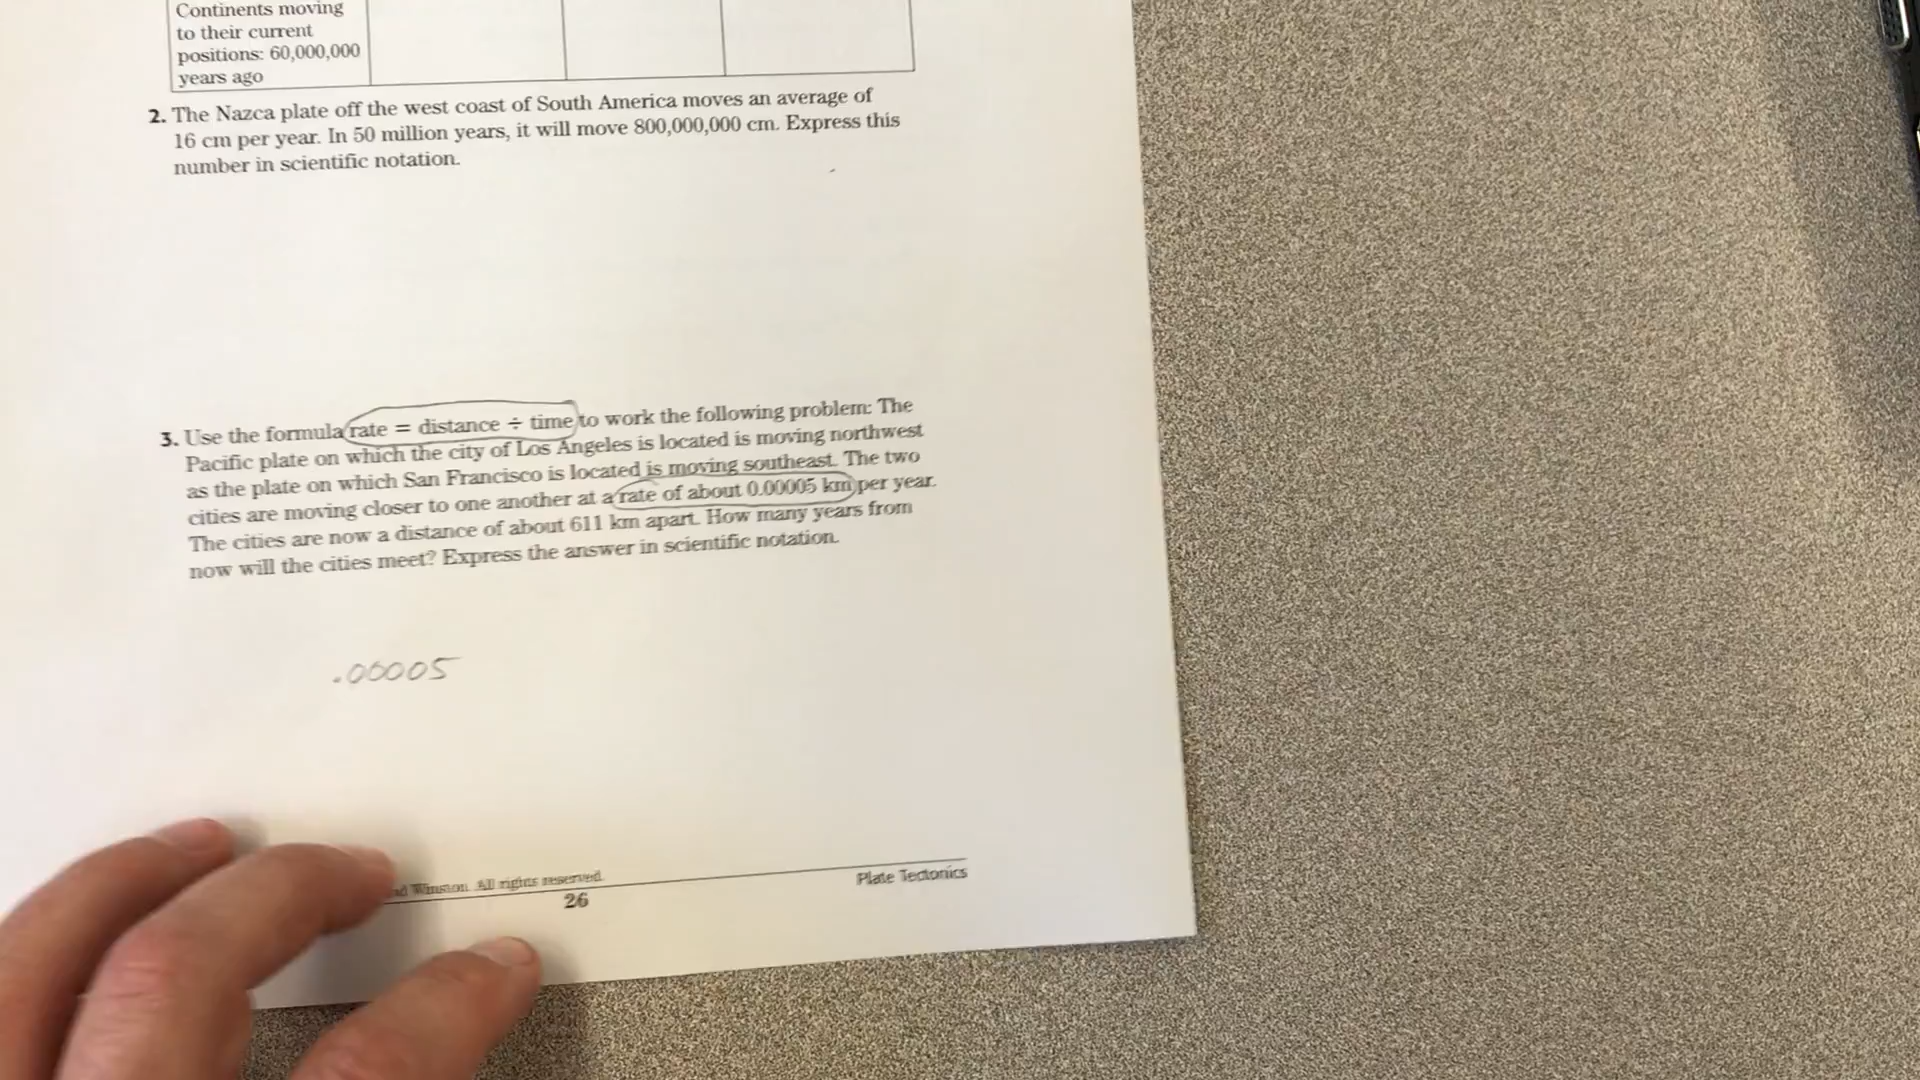 Continents moving
to their current
positions: 60,000,000
years ago
2. The Nazca plate off the west coast of South America moves an average of
16 cm per year. In 50 million years, it will move 800,000,000 cm. Express this
number in scientific notation.
3. Use the formula rate = distance ÷ time to work the following problem: The
Pacific plate on which the city of Los Angeles is located is moving northwest
as the plate on which San Francisco is located is moving southeast. The two
cities are moving closer to one another at a rate of about 0.00005 km per year.
The cities are now a distance of about 611 km apart. How many years from
now will the cities meet? Express the answer in scientific notation.
.00005
Winston. All rights reserved.
26
Plate Tectonics